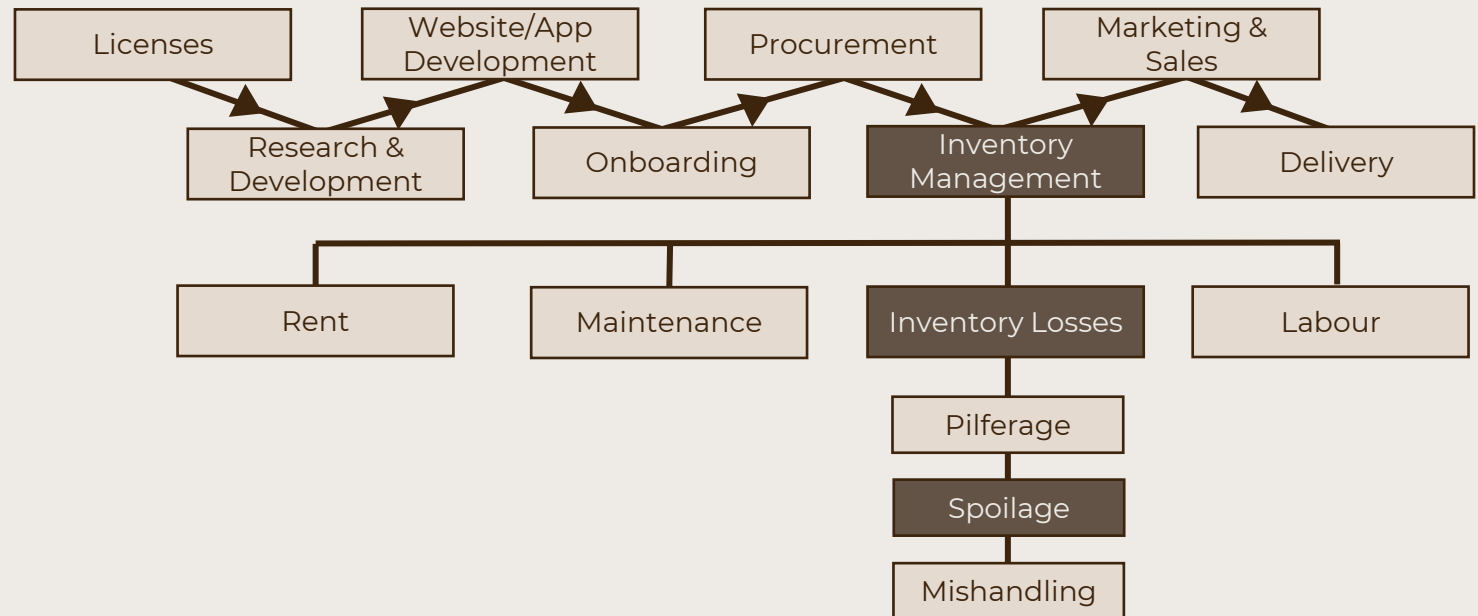 Licenses
Website/App
Development
Procurement
Marketing &
Sales
Research &
Development
Onboarding
Inventory
Management
Delivery
Rent
Maintenance
Inventory Losses
Labour
Pilferage
Spoilage
Mishandling